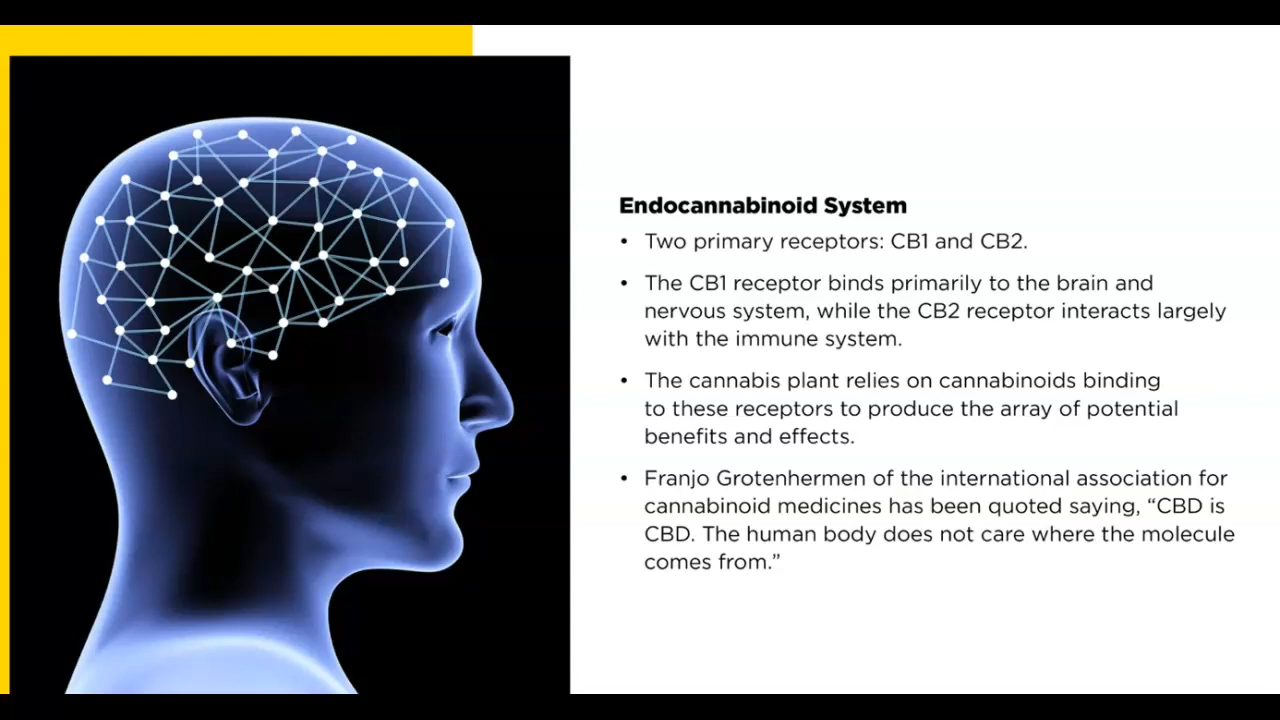 Endocannabinoid System
• Two primary receptors: CB1 and CB2.
• The CB1 receptor binds primarily to the brain and
nervous system, while the CB2 receptor interacts largely
with the immune system.
• The cannabis plant relies on cannabinoids binding
to these receptors to produce the array of potential
benefits and effects.
• Franjo Grotenhermen of the international association for
cannabinoid medicines has been quoted saying, “CBD is
CBD. The human body does not care where the molecule
comes from.”